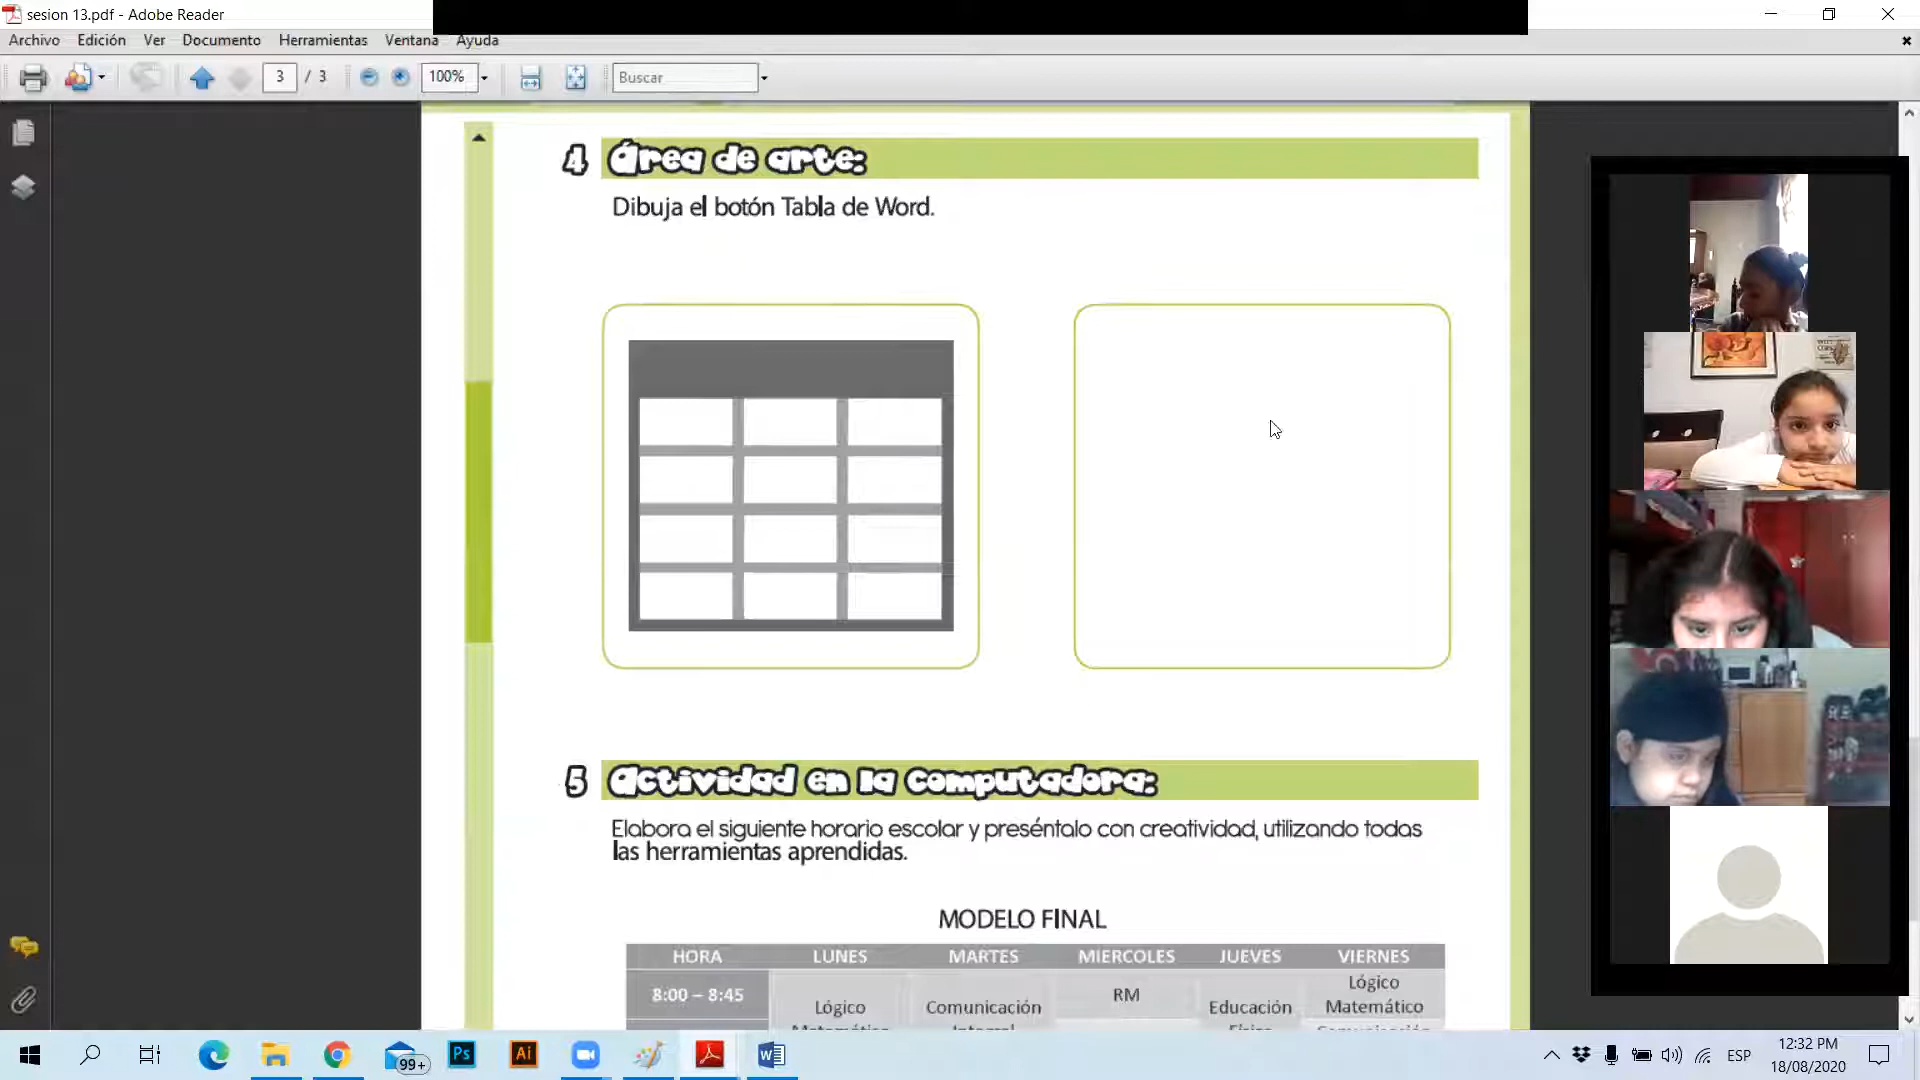 sesion 13.pdf - Adobe Reader
Archivo Edición Ver Documento Herramientas Ventana Ayuda
3 / 3 100% Buscar
4 Área de arte:
Dibuja el botón Tabla de Word.
5 Actividad en la computadora:
Elabora el siguiente horario escolar y preséntalo con creatividad, utilizando todas
las herramientas aprendidas.
MODELO FINAL
HORA LUNES MARTES MIERCOLES JUEVES VIERNES
8:00 – 8:45 Lógico Comunicación RM Educación Lógico Matemático
99+ Ps Ai ESP 12:32 PM
18/08/2020